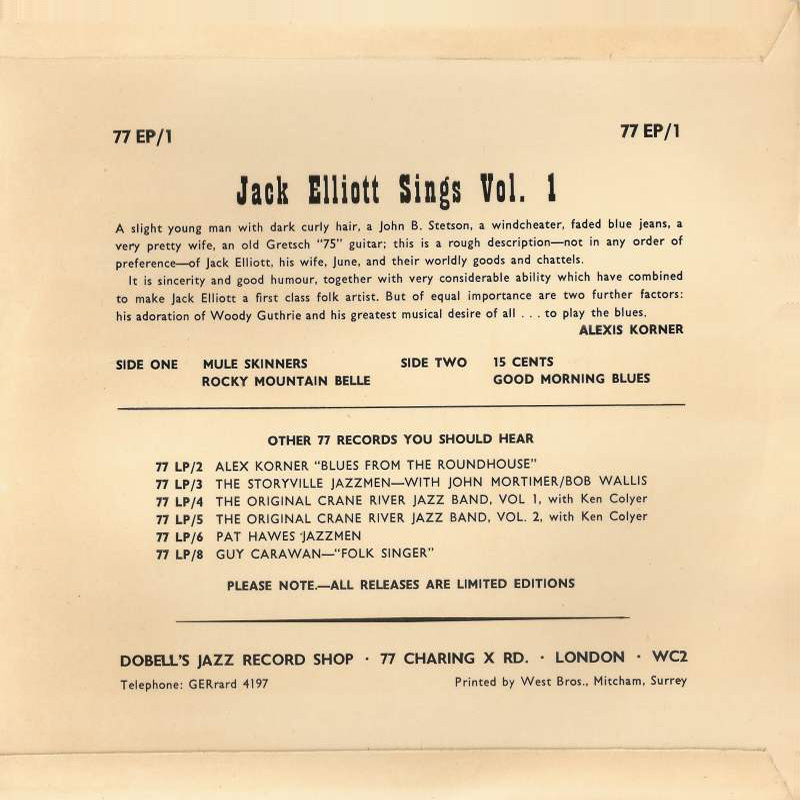 77 EP/1 77 EP/1
Jack Elliott Sings Vol. 1
A slight young man with dark curly hair, a John B. Stetson, a windcheater, faded blue jeans, a
very pretty wife, an old Gretsch "75" guitar; this is a rough description—not in any order of
preference—of Jack Elliott, his wife, June, and their worldly goods and chattels.
It is sincerity and good humour, together with very considerable ability which have combined
to make Jack Elliott a first class folk artist. But of equal importance are two further factors:
his adoration of Woody Guthrie and his greatest musical desire of all . . . to play the blues.
ALEXIS KORNER
SIDE ONE MULE SKINNERS SIDE TWO 15 CENTS
ROCKY MOUNTAIN BELLE GOOD MORNING BLUES
OTHER 77 RECORDS YOU SHOULD HEAR
77 LP/2 ALEX KORNER "BLUES FROM THE ROUNDHOUSE"
77 LP/3 THE STORYVILLE JAZZMEN—WITH JOHN MORTIMER/BOB WALLIS
77 LP/4 THE ORIGINAL CRANE RIVER JAZZ BAND, VOL 1, with Ken Colyer
77 LP/5 THE ORIGINAL CRANE RIVER JAZZ BAND, VOL. 2, with Ken Colyer
77 LP/6 PAT HAWES 'JAZZMEN
77 LP/8 GUY CARAWAN—"FOLK SINGER"
PLEASE NOTE.—ALL RELEASES ARE LIMITED EDITIONS
DOBELL'S JAZZ RECORD SHOP · 77 CHARING X RD. · LONDON · WC2
Telephone: GERrard 4197 Printed by West Bros., Mitcham, Surrey